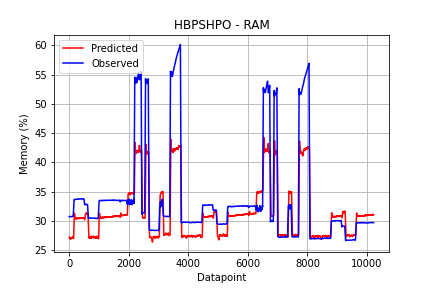 HBPSHPO - RAM
Predicted
Observed
Memory (%)
60
55
50
45
40
35
30
25
0
2000
4000
6000
8000
10000
Datapoint